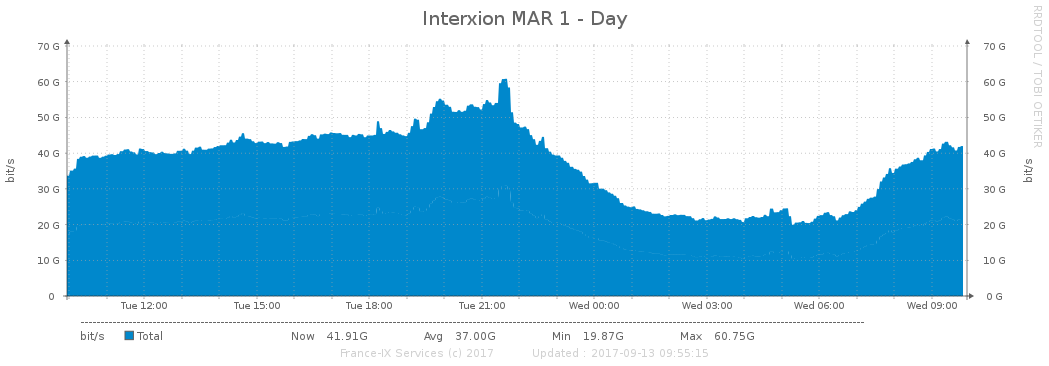 Interxion MAR 1 - Day
RRDTOOL / TOBI OETIKER
bit/s
70 G 70 G
60 G 60 G
50 G 50 G
40 G 40 G
30 G 30 G
20 G 20 G
10 G 10 G
0 0 G
bit/s
Tue 12:00 Tue 15:00 Tue 18:00 Tue 21:00 Wed 00:00 Wed 03:00 Wed 06:00 Wed 09:00
bit/s Total Now 41.91G Avg 37.00G Min 19.87G Max 60.75G
France-IX Services (c) 2017 Updated : 2017-09-13 09:55:15